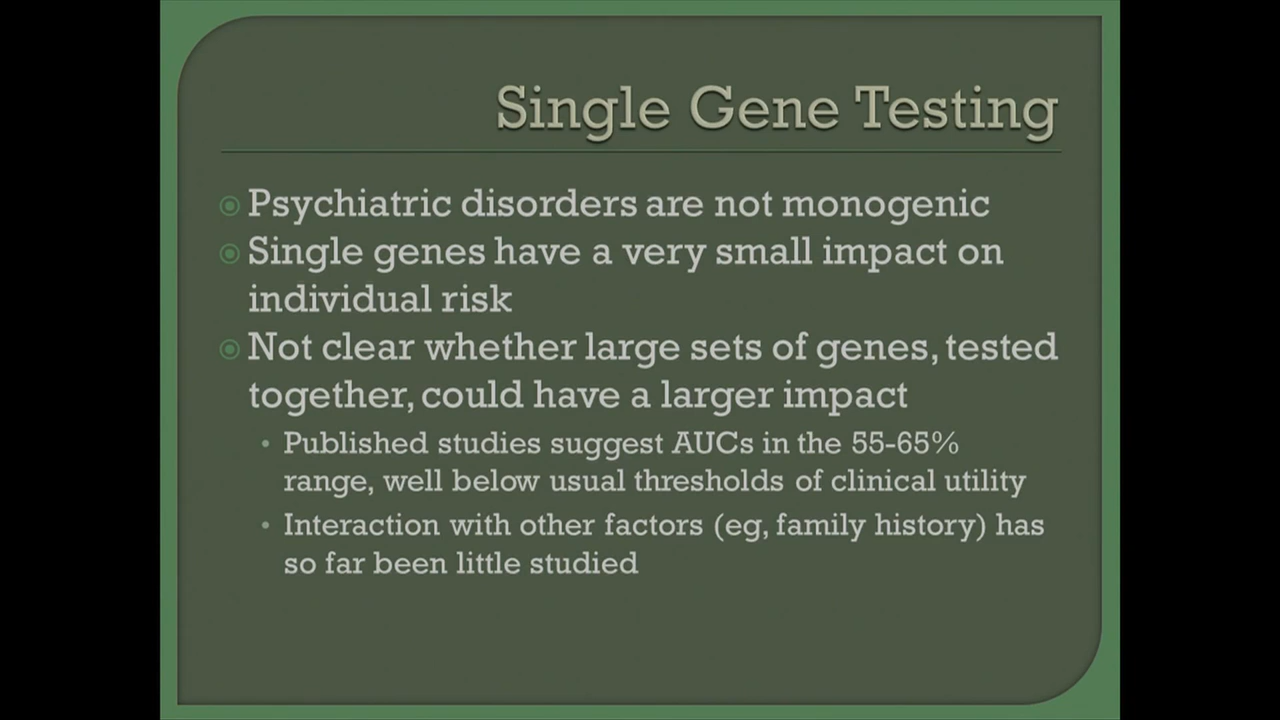 Single Gene Testing
Psychiatric disorders are not monogenic
Single genes have a very small impact on
individual risk
Not clear whether large sets of genes, tested
together, could have a larger impact
Published studies suggest AUCs in the 55-65%
range, well below usual thresholds of clinical utility
Interaction with other factors (eg, family history) has
so far been little studied